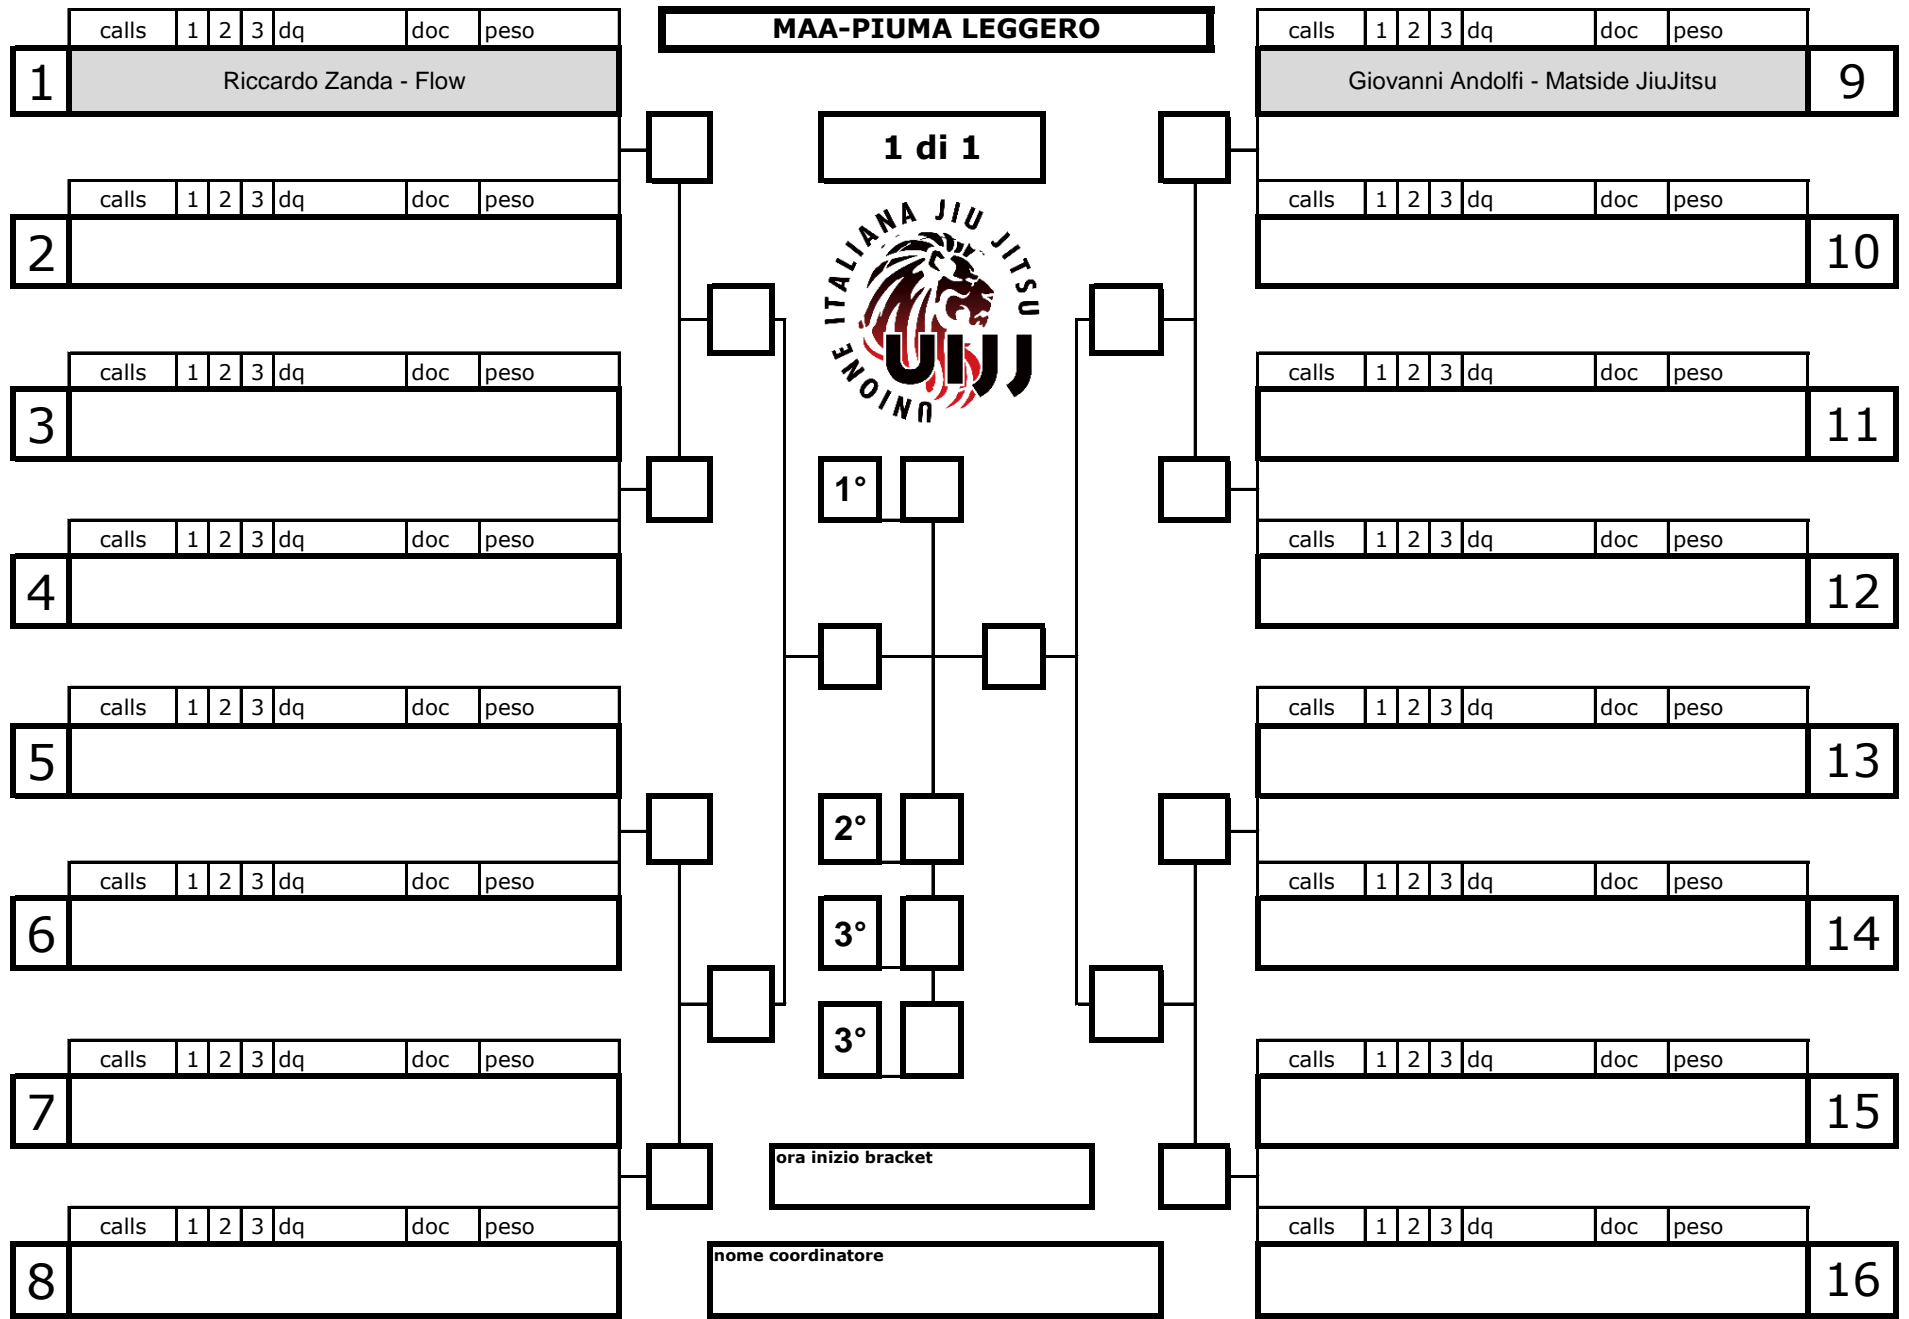 MAA-PIUMA LEGGERO
calls 1 2 3 dq doc peso
1 Riccardo Zanda - Flow
calls 1 2 3 dq doc peso
2
calls 1 2 3 dq doc peso
3
calls 1 2 3 dq doc peso
4
calls 1 2 3 dq doc peso
5
calls 1 2 3 dq doc peso
6
calls 1 2 3 dq doc peso
7
calls 1 2 3 dq doc peso
8
1 di 1
UNIONE ITALIANA JIU JITSU
UIJJ
1°
2°
3°
3°
ora inizio bracket
nome coordinatore
calls 1 2 3 dq doc peso
Giovanni Andolfi - Matside JiuJitsu 9
calls 1 2 3 dq doc peso
10
calls 1 2 3 dq doc peso
11
calls 1 2 3 dq doc peso
12
calls 1 2 3 dq doc peso
13
calls 1 2 3 dq doc peso
14
calls 1 2 3 dq doc peso
15
calls 1 2 3 dq doc peso
16